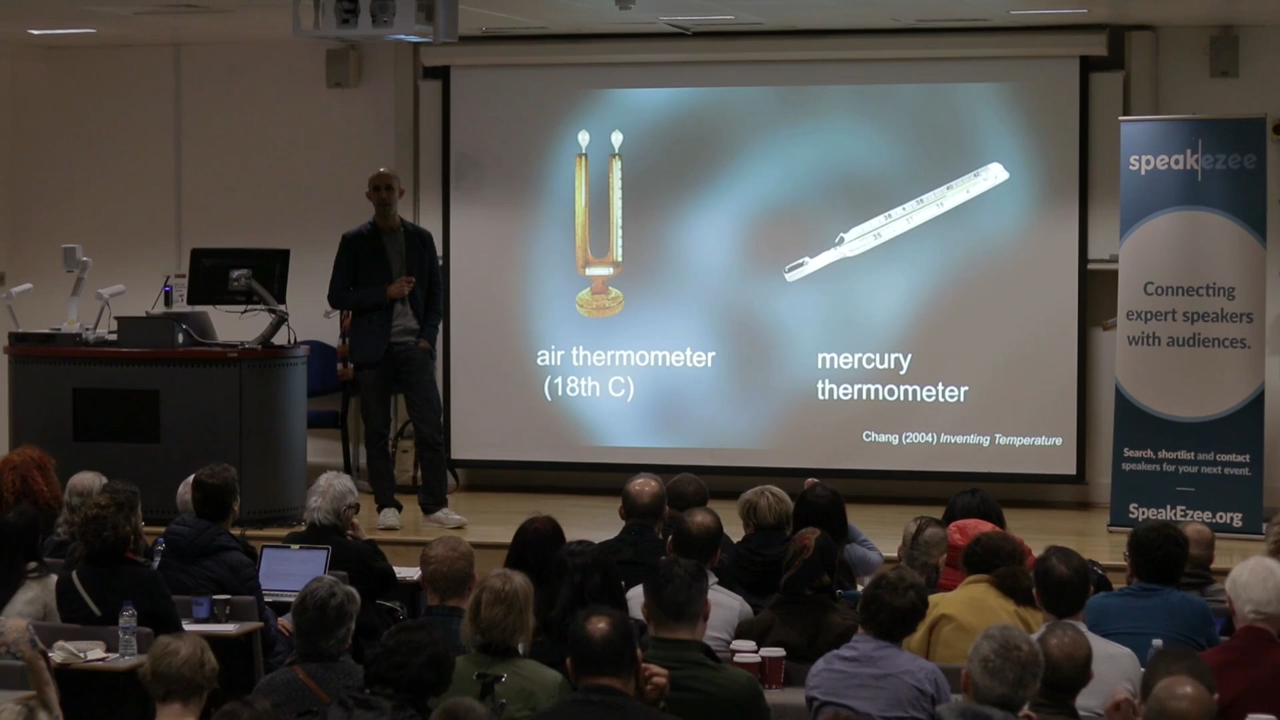 air thermometer
(18th C)
mercury
thermometer
Chang (2004) Inventing Temperature
speakezee
Connecting
expert speakers
with audiences.
Search, shortlist and contact
speakers for your next event.
SpeakEzee.org